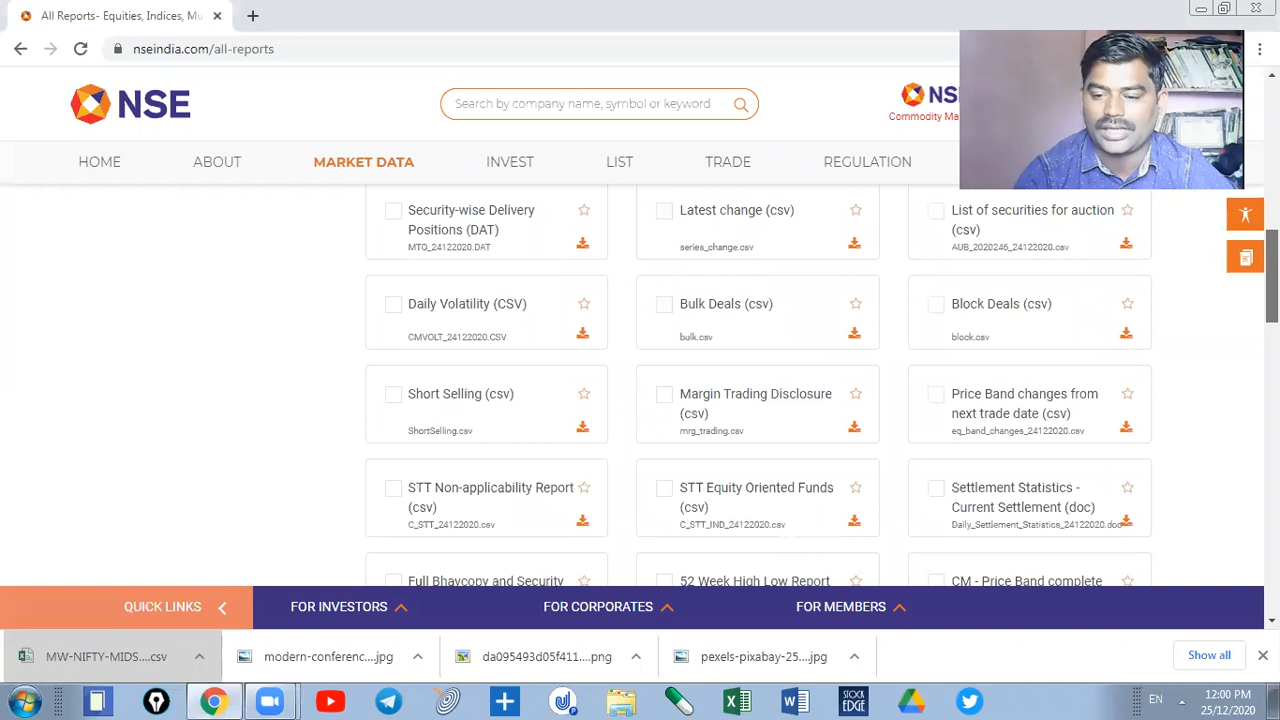 All Reports- Equities, Indices, Mu
nseindia.com/all-reports
NSE
Search by company name, symbol or keyword
NS
Commodity Ma
HOME
ABOUT
MARKET DATA
INVEST
LIST
TRADE
REGULATION
Security-wise Delivery
Positions (DAT)
MTO_24122020.DAT
Latest change (csv)
series_change.csv
List of securities for auction
(csv)
AUB_2020246_24122020.csv
Daily Volatility (CSV)
CMVOLT_24122020.CSV
Bulk Deals (csv)
bulk.csv
Block Deals (csv)
block.csv
Short Selling (csv)
ShortSelling.csv
Margin Trading Disclosure
(csv)
mrg_trading.csv
Price Band changes from
next trade date (csv)
eq_band_changes_24122020.csv
STT Non-applicability Report
(csv)
C_STT_24122020.csv
STT Equity Oriented Funds
(csv)
C_STT_IND_24122020.csv
Settlement Statistics -
Current Settlement (doc)
Daily_Settlement_Statistics_24122020.doc
Full Bhavcopy and Security
52 Week High Low Report
CM - Price Band complete
QUICK LINKS
FOR INVESTORS
FOR CORPORATES
FOR MEMBERS
MW-NIFTY-MIDS....csv
modern-conferenc....jpg
da095493d05f411....png
pexels-pixabay-25....jpg
Show all
STOCK
EDGE
EN
12:00 PM
25/12/2020